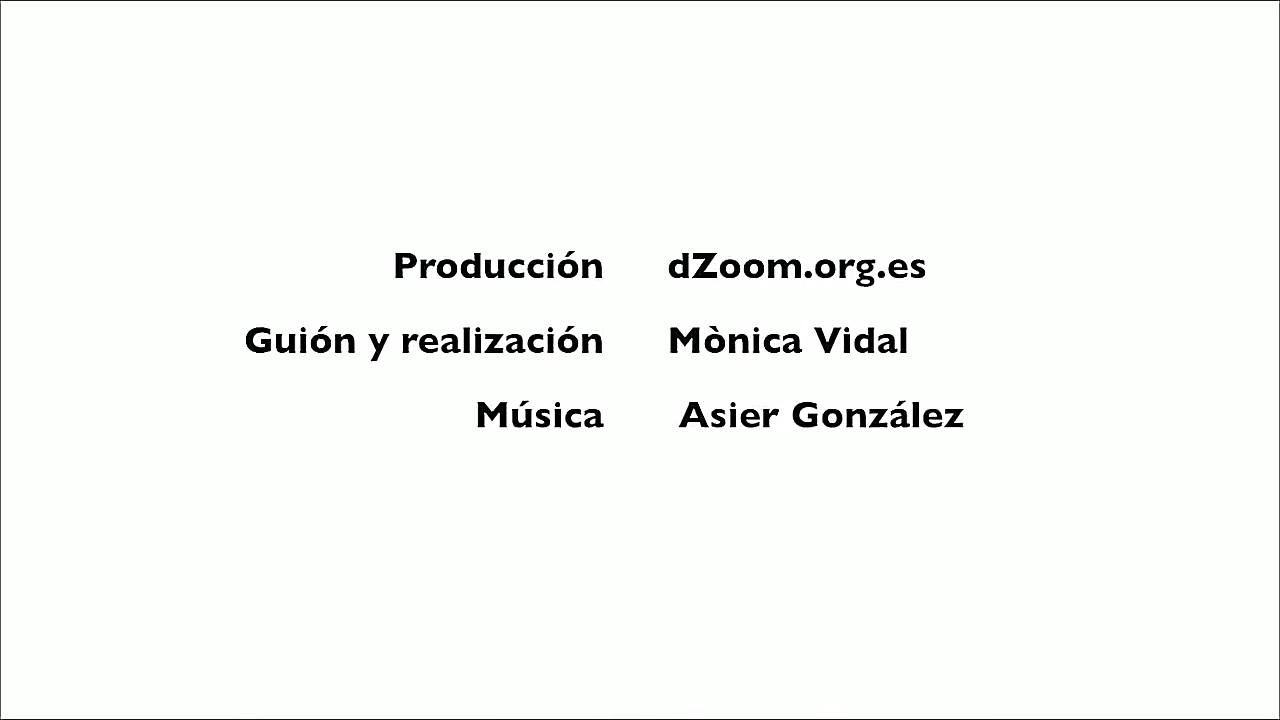 Producción dZoom.org.es
Guión y realización Mònica Vidal
Música Asier González